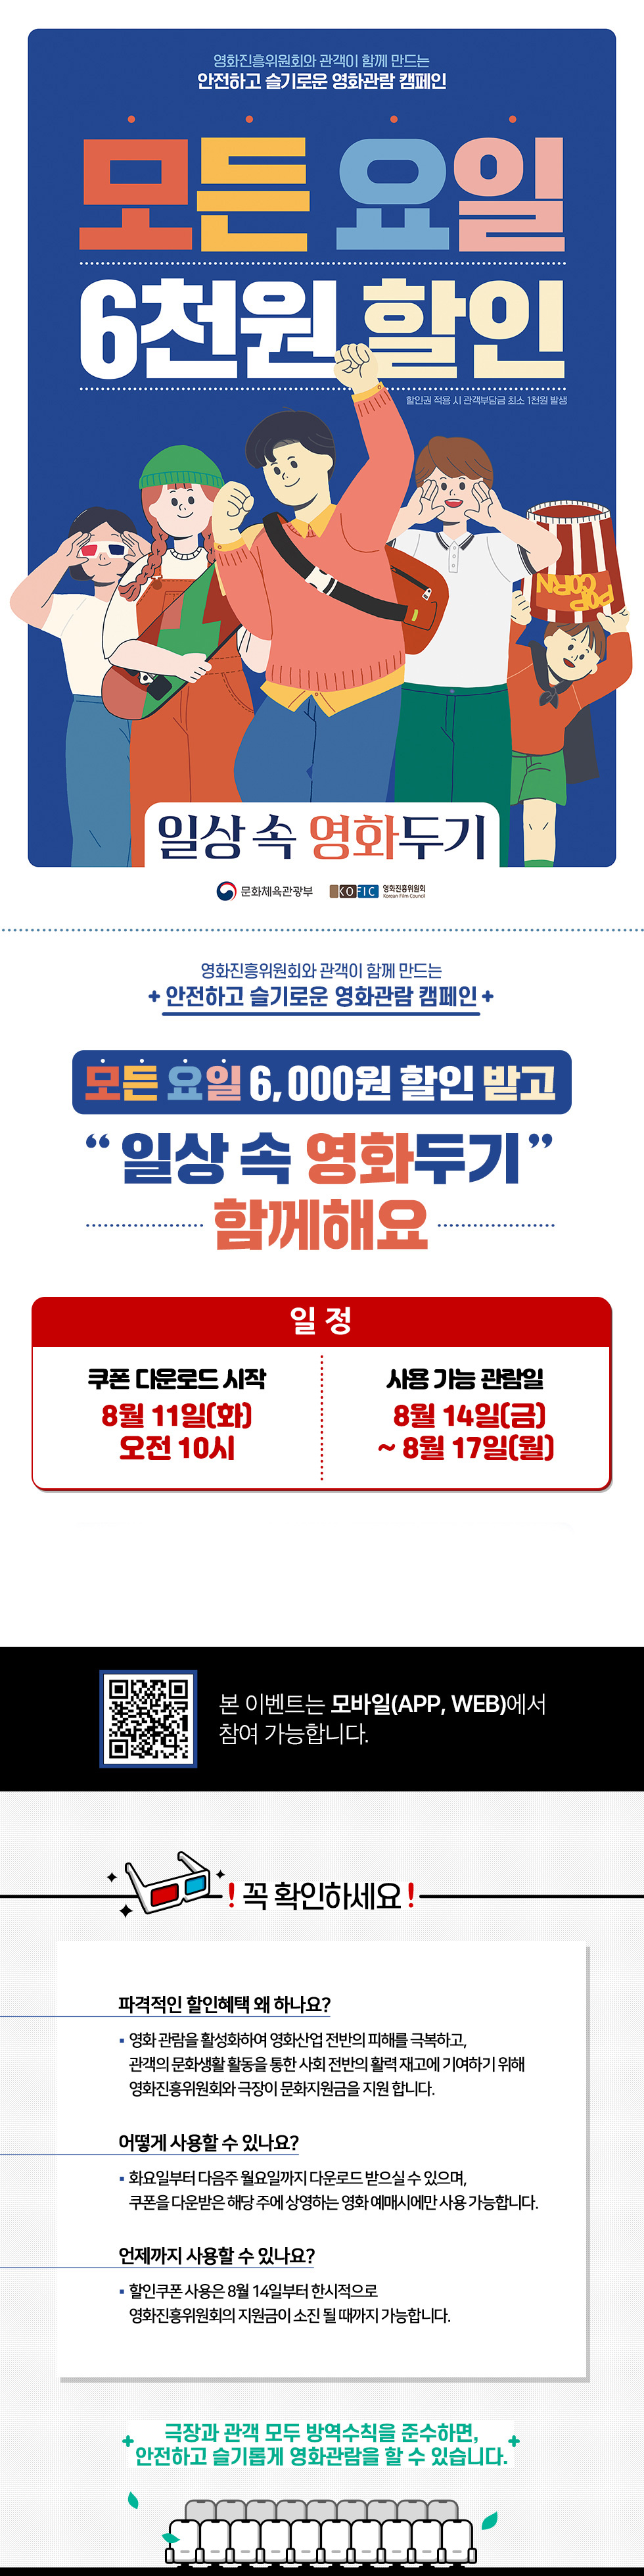 영화진흥위원회와 관객이 함께 만드는
안전하고 슬기로운 영화관람 캠페인
모든 요일
6천원 할인
할인권 적용 시 관객부담금 최소 1천원 발생
POP
CORN
일상 속 영화두기
문화체육관광부
KOFIC 영화진흥위원회
Korean Film Council
영화진흥위원회와 관객이 함께 만드는
안전하고 슬기로운 영화관람 캠페인
모든 요일 6,000원 할인 받고
“일상 속 영화두기”
함께해요
일 정
쿠폰 다운로드 시작
8월 11일(화)
오전 10시
사용 가능 관람일
8월 14일(금)
~ 8월 17일(월)
본 이벤트는 모바일(APP, WEB)에서
참여 가능합니다.
! 꼭 확인하세요 !
파격적인 할인혜택 왜 하나요?
▪ 영화 관람을 활성화하여 영화산업 전반의 피해를 극복하고,
관객의 문화생활 활동을 통한 사회 전반의 활력 재고에 기여하기 위해
영화진흥위원회와 극장이 문화지원금을 지원 합니다.
어떻게 사용할 수 있나요?
▪ 화요일부터 다음주 월요일까지 다운로드 받으실 수 있으며,
쿠폰을 다운받은 해당 주에 상영하는 영화 예매시에만 사용 가능합니다.
언제까지 사용할 수 있나요?
▪ 할인쿠폰 사용은 8월 14일부터 한시적으로
영화진흥위원회의 지원금이 소진 될 때까지 가능합니다.
극장과 관객 모두 방역수칙을 준수하면,
안전하고 슬기롭게 영화관람을 할 수 있습니다.